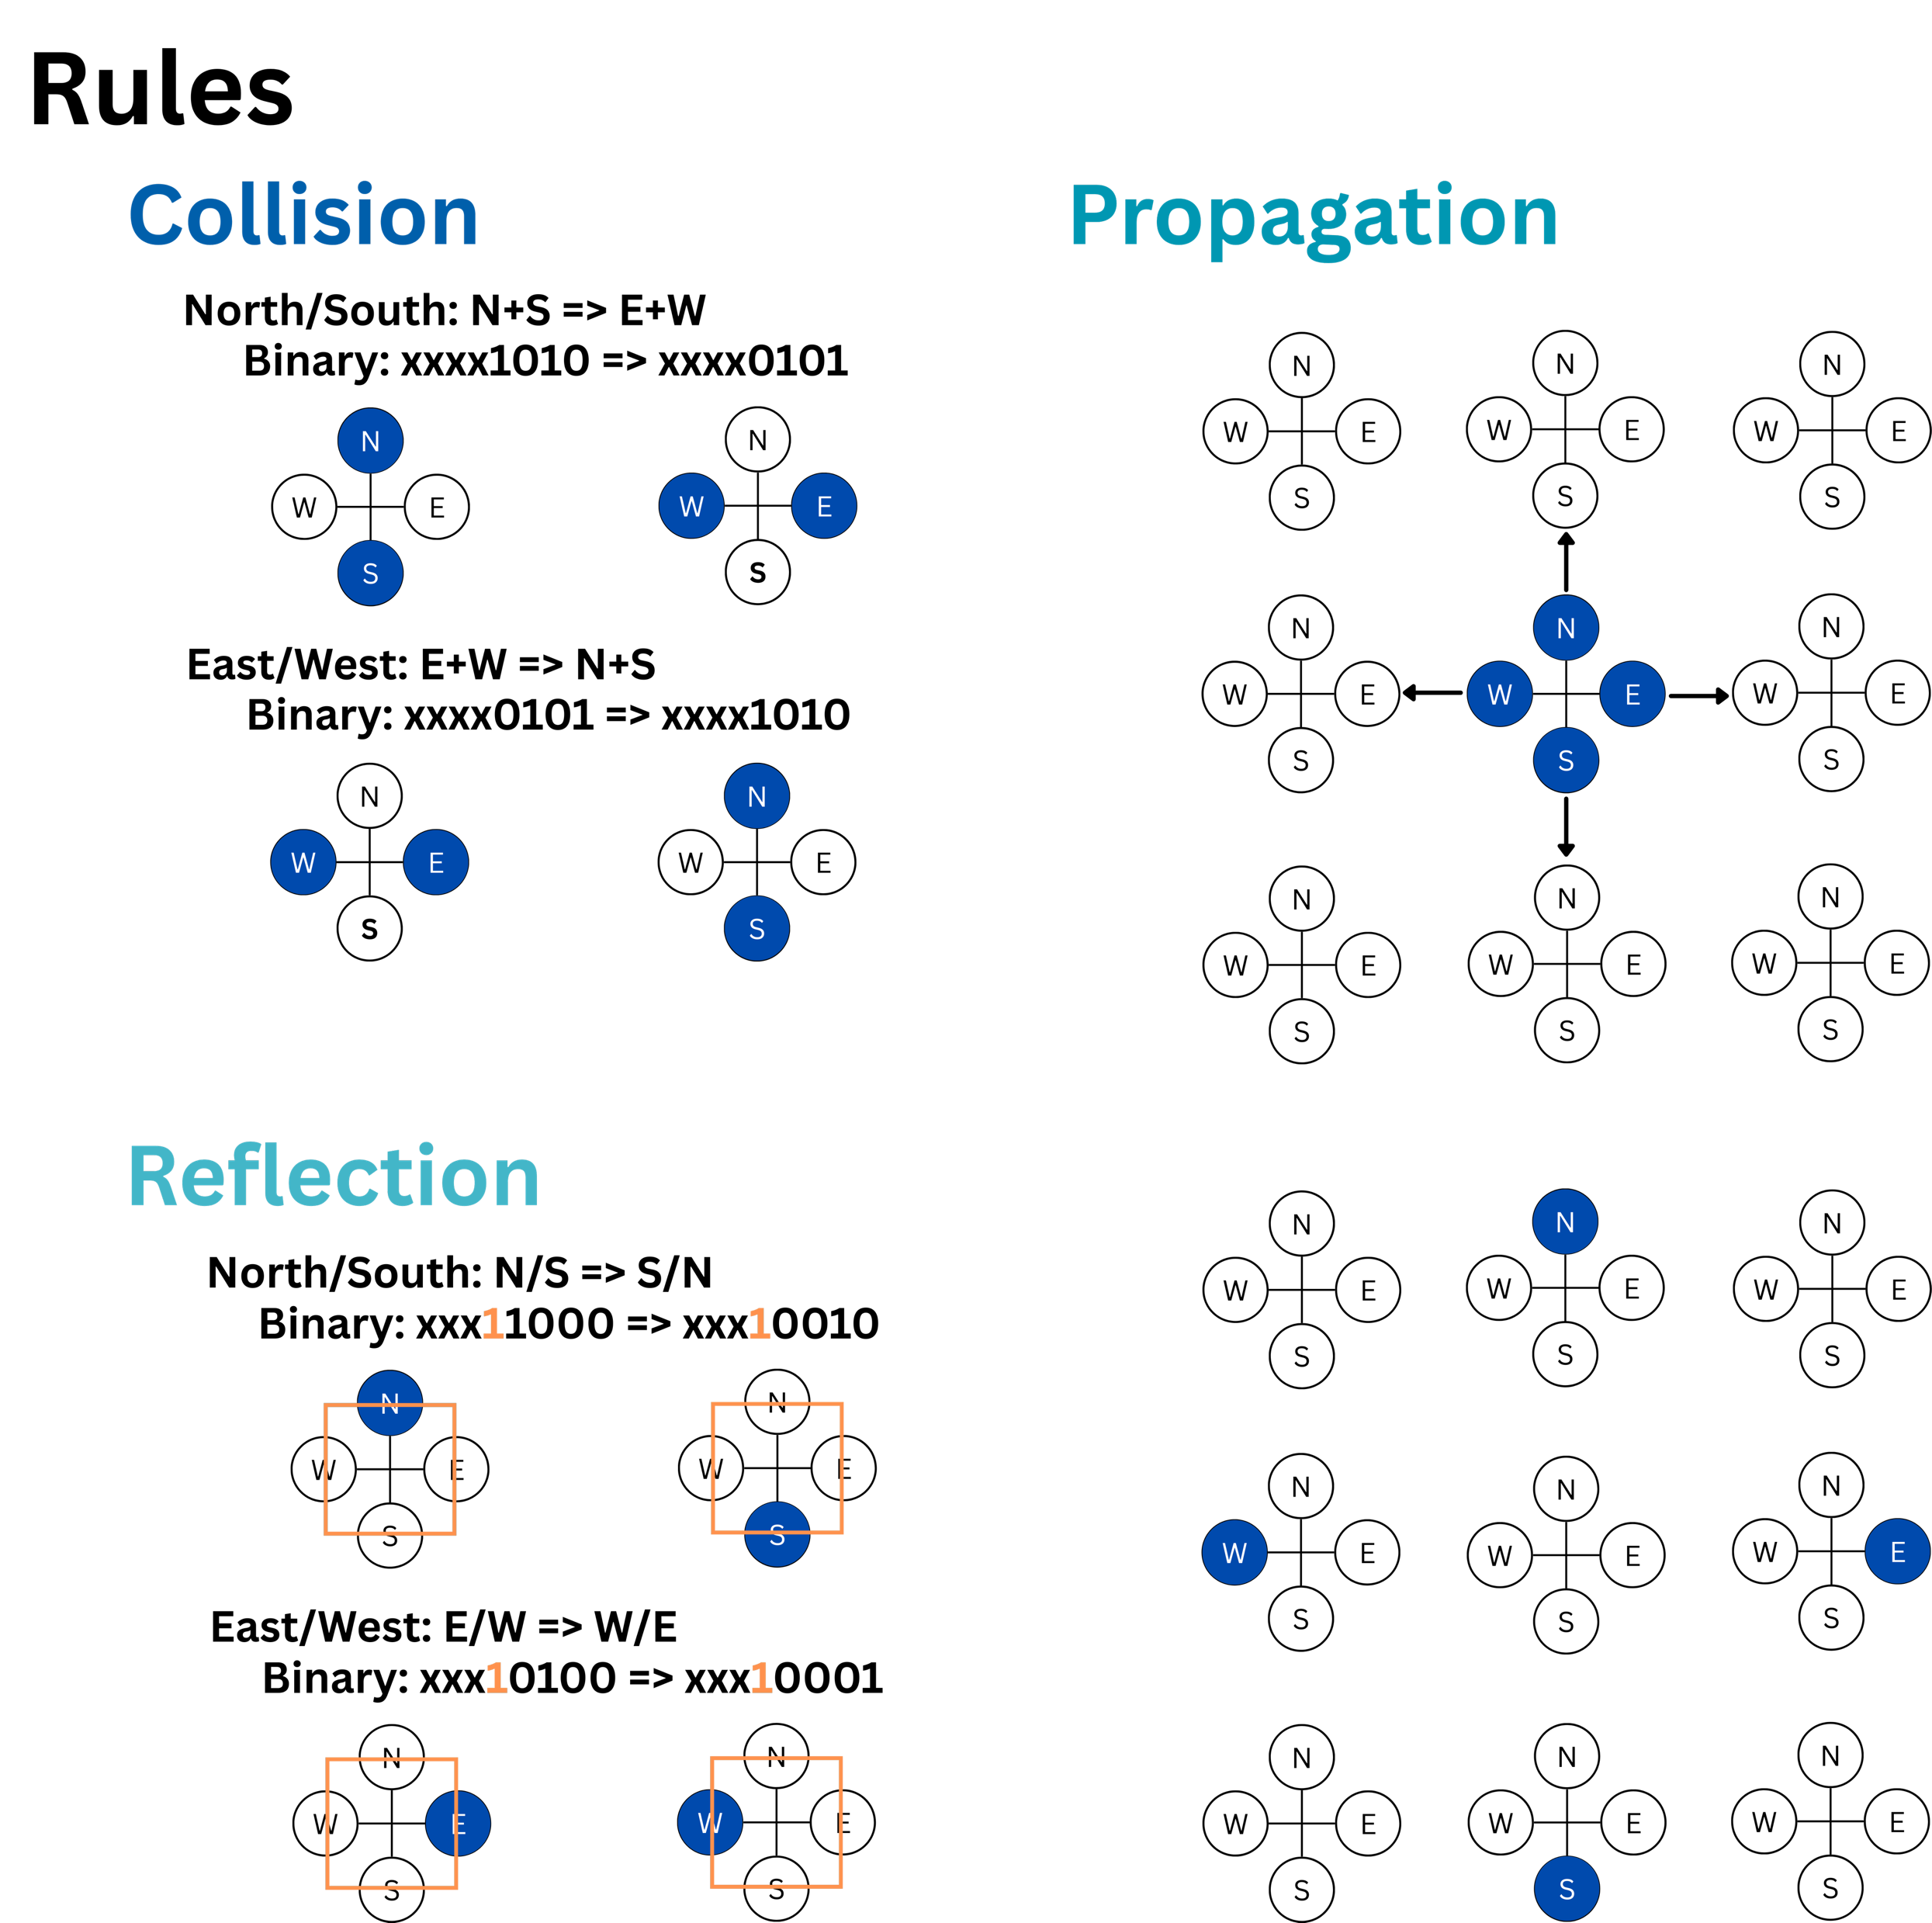 Rules
Collision
North/South: N+S => E+W
Binary: xxxx1010 => xxxx0101
N
W E
S
N
W E
S
East/West: E+W => N+S
Binary: xxxx0101 => xxxx1010
N
W E
S
N
W E
S
Reflection
North/South: N/S => S/N
Binary: xxx11000 => xxx10010
N
W E
S
N
W E
S
East/West: E/W => W/E
Binary: xxx10100 => xxx10001
N
W E
S
N
W E
S
Propagation
N N N
W E W E W E
S S S
N N N
W E W E W E
S S S
N N N
W E W E W E
S S S
N N N
W E W E W E
S S S
N N N
W E W E W E
S S S
N N N
W E W E W E
S S S